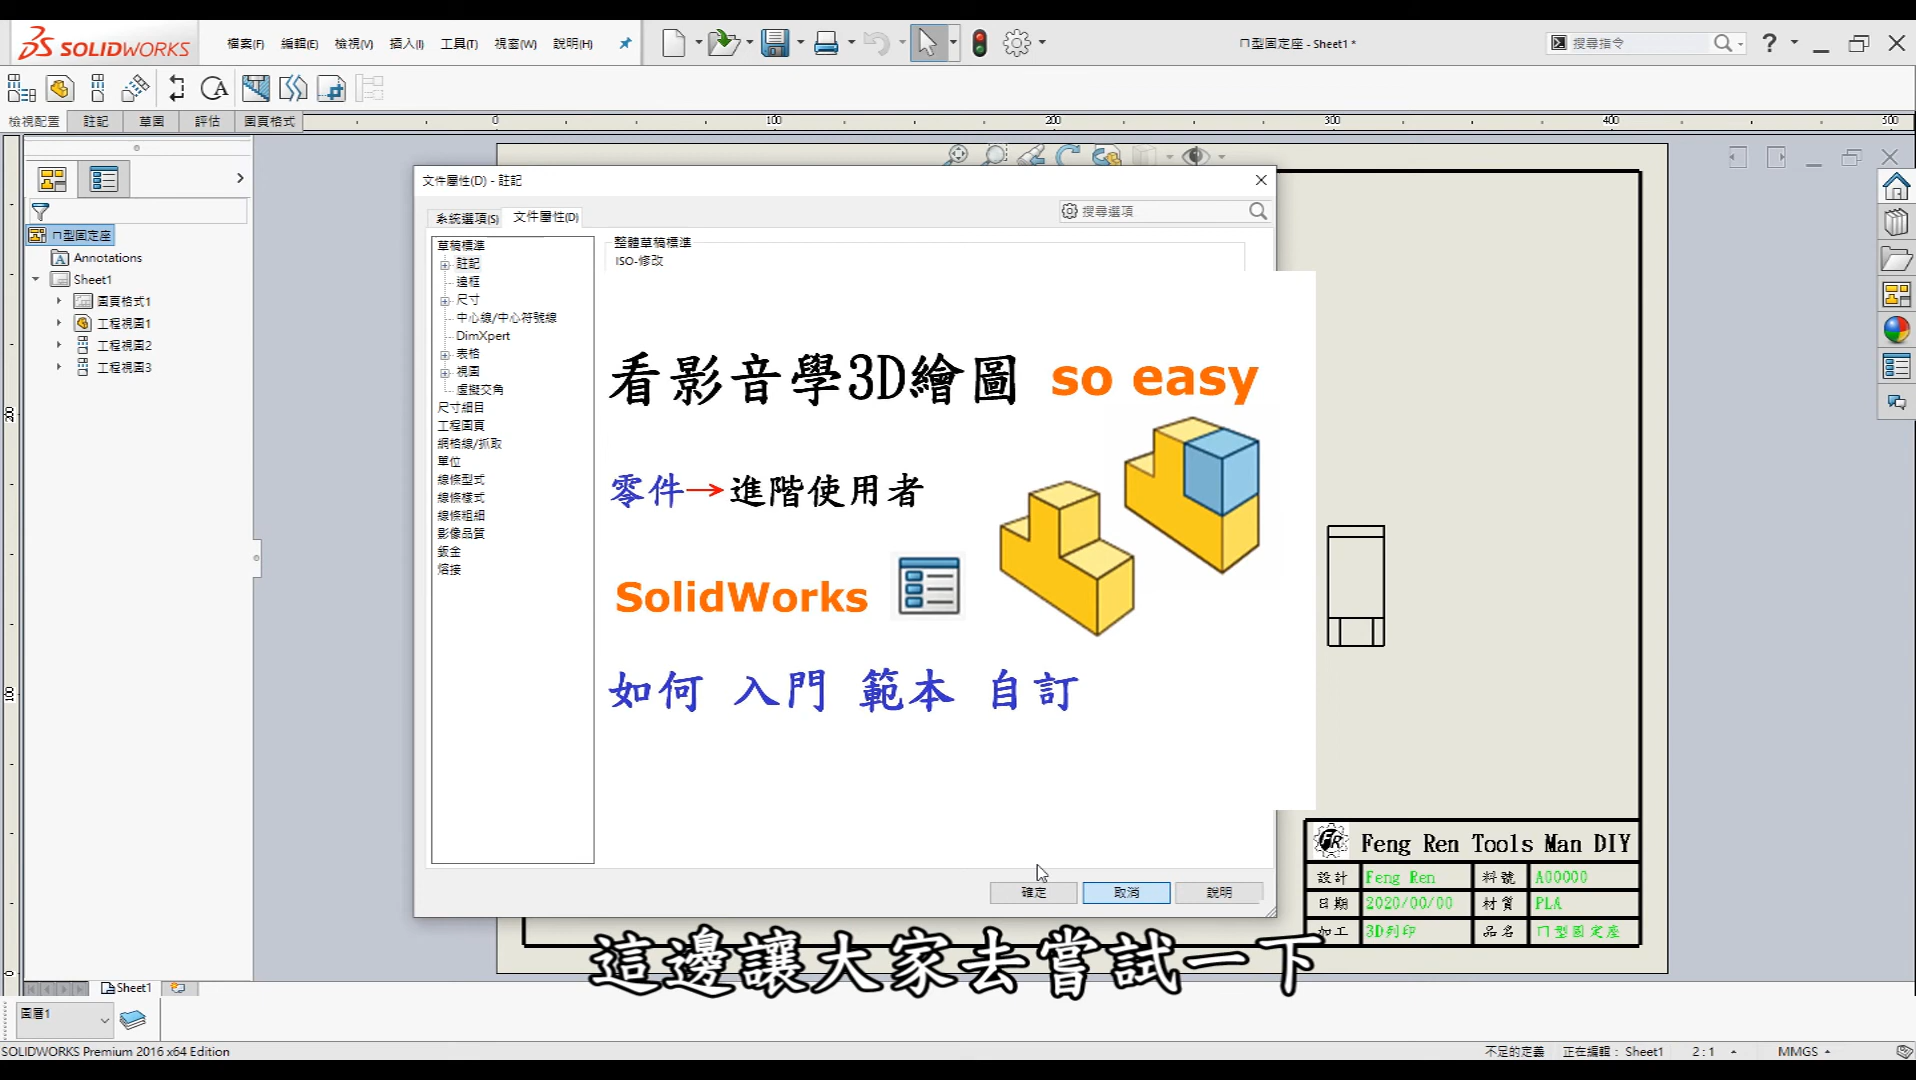 SOLIDWORKS 檔案(F) 編輯(E) 檢視(V) 插入(I) 工具(T) 視窗(W) 說明(H) ㄇ型固定座 - Sheet1 * 搜尋指令 ?
檢視配置 註記 草圖 評估 圖頁格式 0 100 200 300 400 500
文件屬性(D) - 註記
系統選項(S) 文件屬性(D) 搜尋選項
ㄇ型固定座
Annotations
Sheet1
圖頁格式1
工程視圖1
工程視圖2
工程視圖3
草稿標準
註記
邊框
尺寸
中心線/中心符號線
DimXpert
表格
視圖
虛擬交角
尺寸細目
工程圖頁
網格線/抓取
單位
線條型式
線條樣式
線條粗細
影像品質
鈑金
熔接
整體草稿標準
ISO-修改
看影音學3D繪圖 so easy
零件→進階使用者
SolidWorks
如何 入門 範本 自訂
確定 取消 說明
200
100
0
FR Feng Ren Tools Man DIY
設計 Feng Ren 料號 A00000
日期 2020/00/00 材質 PLA
加工 3D列印 品名 ㄇ型固定座
這邊讓大家去嘗試一下
Sheet1
圖層1
SOLIDWORKS Premium 2016 x64 Edition 不足的定義 正在編輯： Sheet1 2:1 MMGS